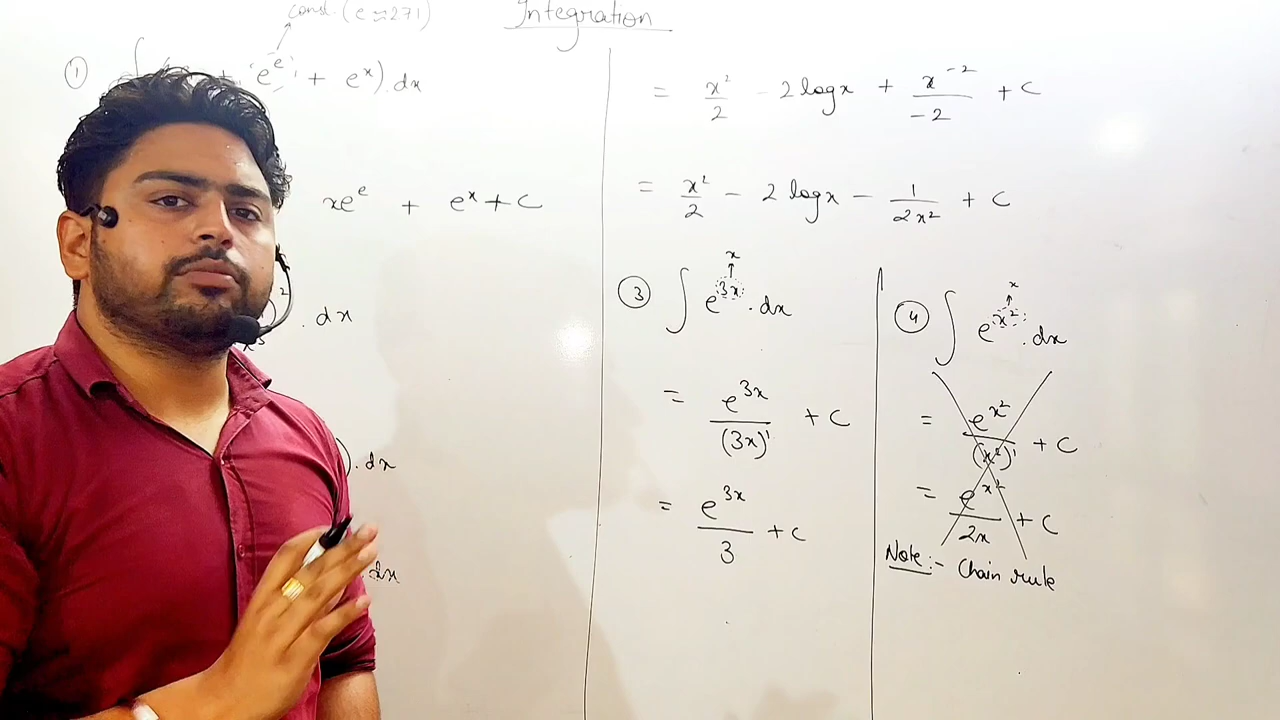 const. (e ≈ 2.71)
Integration
① ∫ + e^e + e^x) . dx
xe^e + e^x + C
)^2 . dx
) . dx
dx
= x²/2 - 2 log x + x^-2/-2 + C
= x²/2 - 2 log x - 1/2x² + C
x
③ ∫ e^3x . dx
= e^3x/(3x)' + C
= e^3x/3 + C
x
④ ∫ e^x² . dx
= e^x²/(x²)' + C
= e^x²/2x + C
Note :- Chain rule